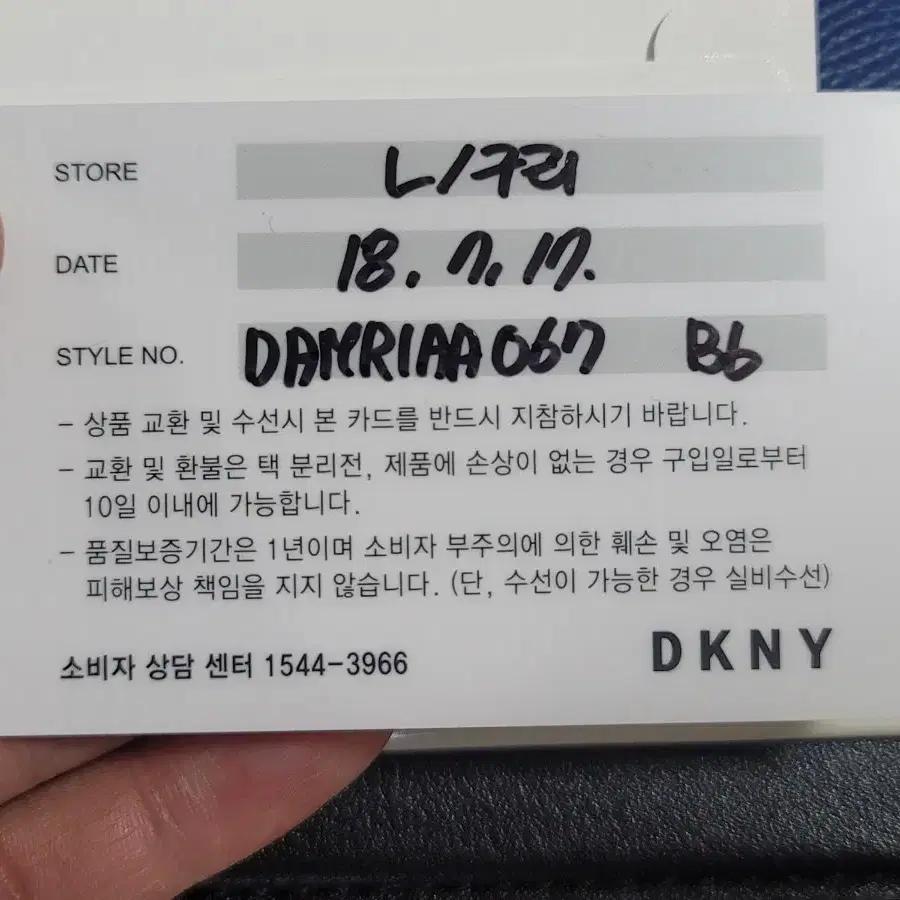 STORE L/구리
DATE 18. 7. 17.
STYLE NO. DAMRIAA067 B6
- 상품 교환 및 수선시 본 카드를 반드시 지참하시기 바랍니다.
- 교환 및 환불은 택 분리전, 제품에 손상이 없는 경우 구입일로부터
10일 이내에 가능합니다.
- 품질보증기간은 1년이며 소비자 부주의에 의한 훼손 및 오염은
피해보상 책임을 지지 않습니다. (단, 수선이 가능한 경우 실비수선)
소비자 상담 센터 1544-3966
DKNY